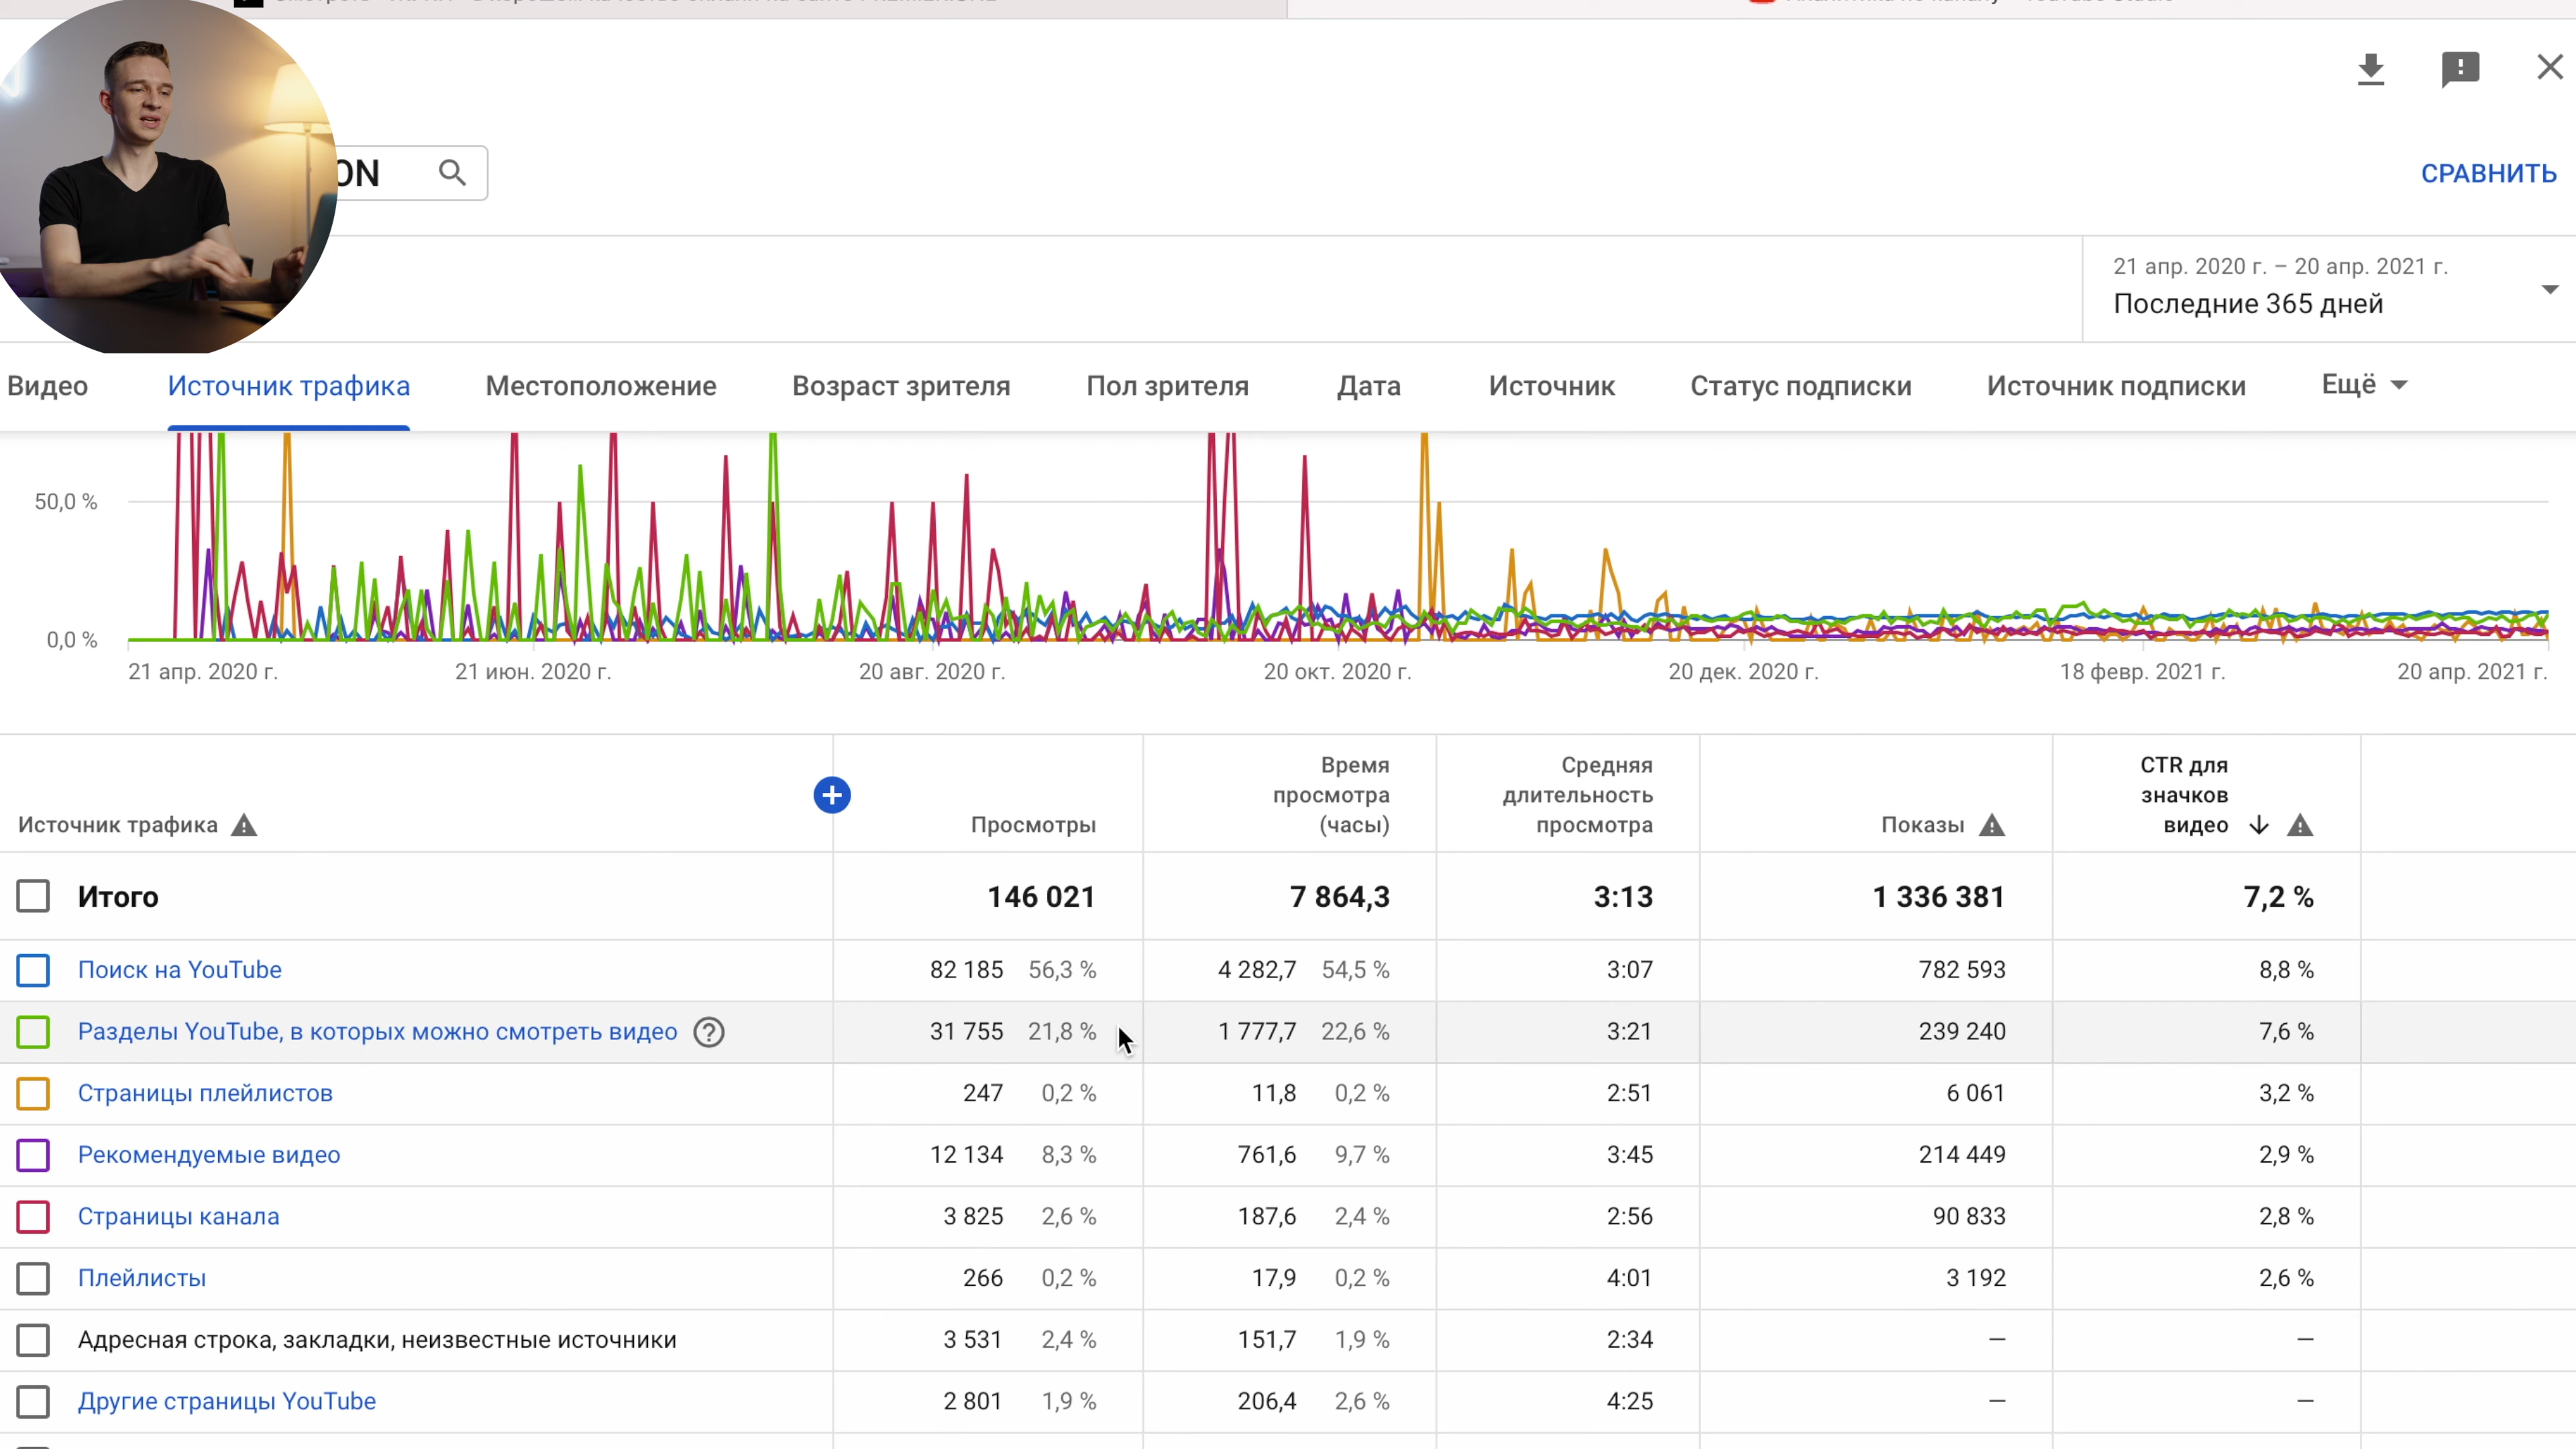 ON
СРАВНИТЬ
21 апр. 2020 г. – 20 апр. 2021 г.
Последние 365 дней
Видео Источник трафика Местоположение Возраст зрителя Пол зрителя Дата Источник Статус подписки Источник подписки Ещё
50,0 %
0,0 %
21 апр. 2020 г. 21 июн. 2020 г. 20 авг. 2020 г. 20 окт. 2020 г. 20 дек. 2020 г. 18 февр. 2021 г. 20 апр. 2021 г.
Источник трафика
Просмотры
Время
просмотра
(часы)
Средняя
длительность
просмотра
Показы
CTR для
значков
видео
Итого 146 021 7 864,3 3:13 1 336 381 7,2 %
Поиск на YouTube 82 185 56,3 % 4 282,7 54,5 % 3:07 782 593 8,8 %
Разделы YouTube, в которых можно смотреть видео 31 755 21,8 % 1 777,7 22,6 % 3:21 239 240 7,6 %
Страницы плейлистов 247 0,2 % 11,8 0,2 % 2:51 6 061 3,2 %
Рекомендуемые видео 12 134 8,3 % 761,6 9,7 % 3:45 214 449 2,9 %
Страницы канала 3 825 2,6 % 187,6 2,4 % 2:56 90 833 2,8 %
Плейлисты 266 0,2 % 17,9 0,2 % 4:01 3 192 2,6 %
Адресная строка, закладки, неизвестные источники 3 531 2,4 % 151,7 1,9 % 2:34 — —
Другие страницы YouTube 2 801 1,9 % 206,4 2,6 % 4:25 — —